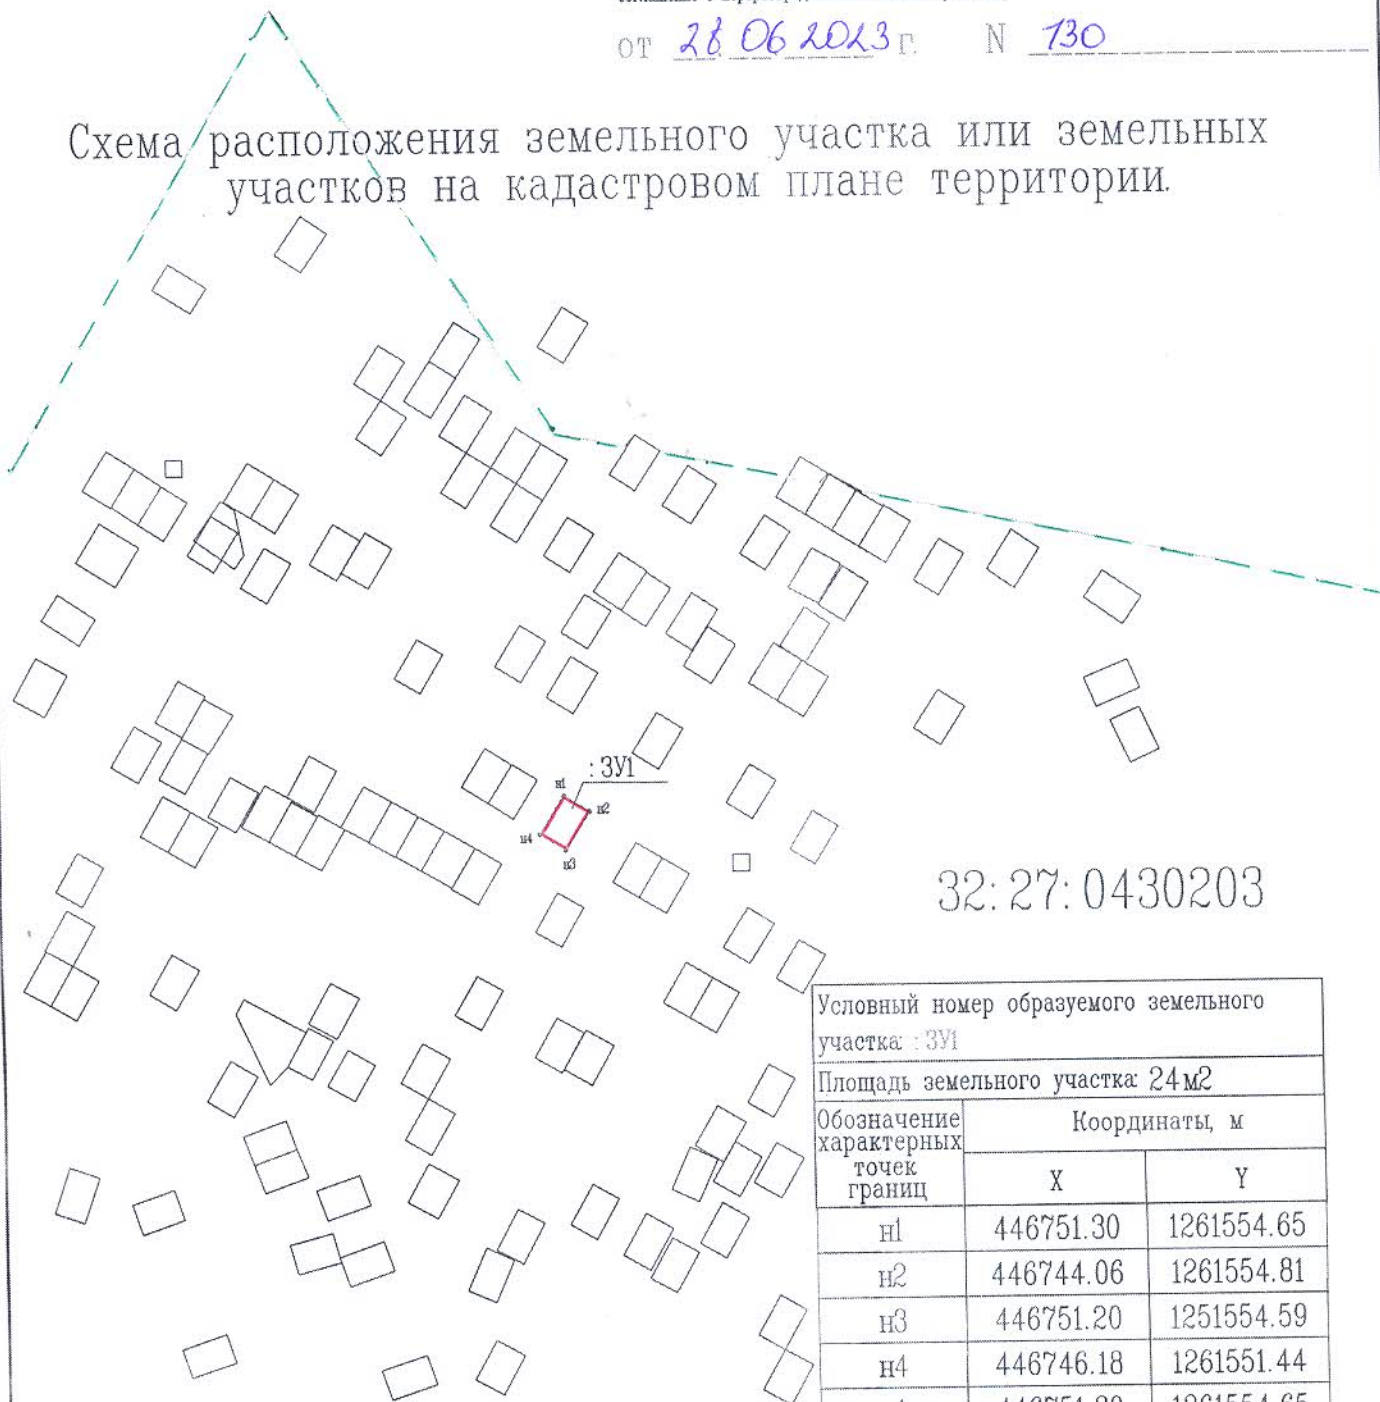 от 28 06 2023 г. N 130
Схема расположения земельного участка или земельных
участков на кадастровом плане территории.
:ЗУ1
н1
н2
н4
н3
32:27:0430203
Условный номер образуемого земельного
участка: :ЗУ1
Площадь земельного участка: 24м2
Обозначение
характерных
точек
границ
Координаты, м
X Y
н1 446751.30 1261554.65
н2 446744.06 1261554.81
н3 446751.20 1251554.59
н4 446746.18 1261551.44